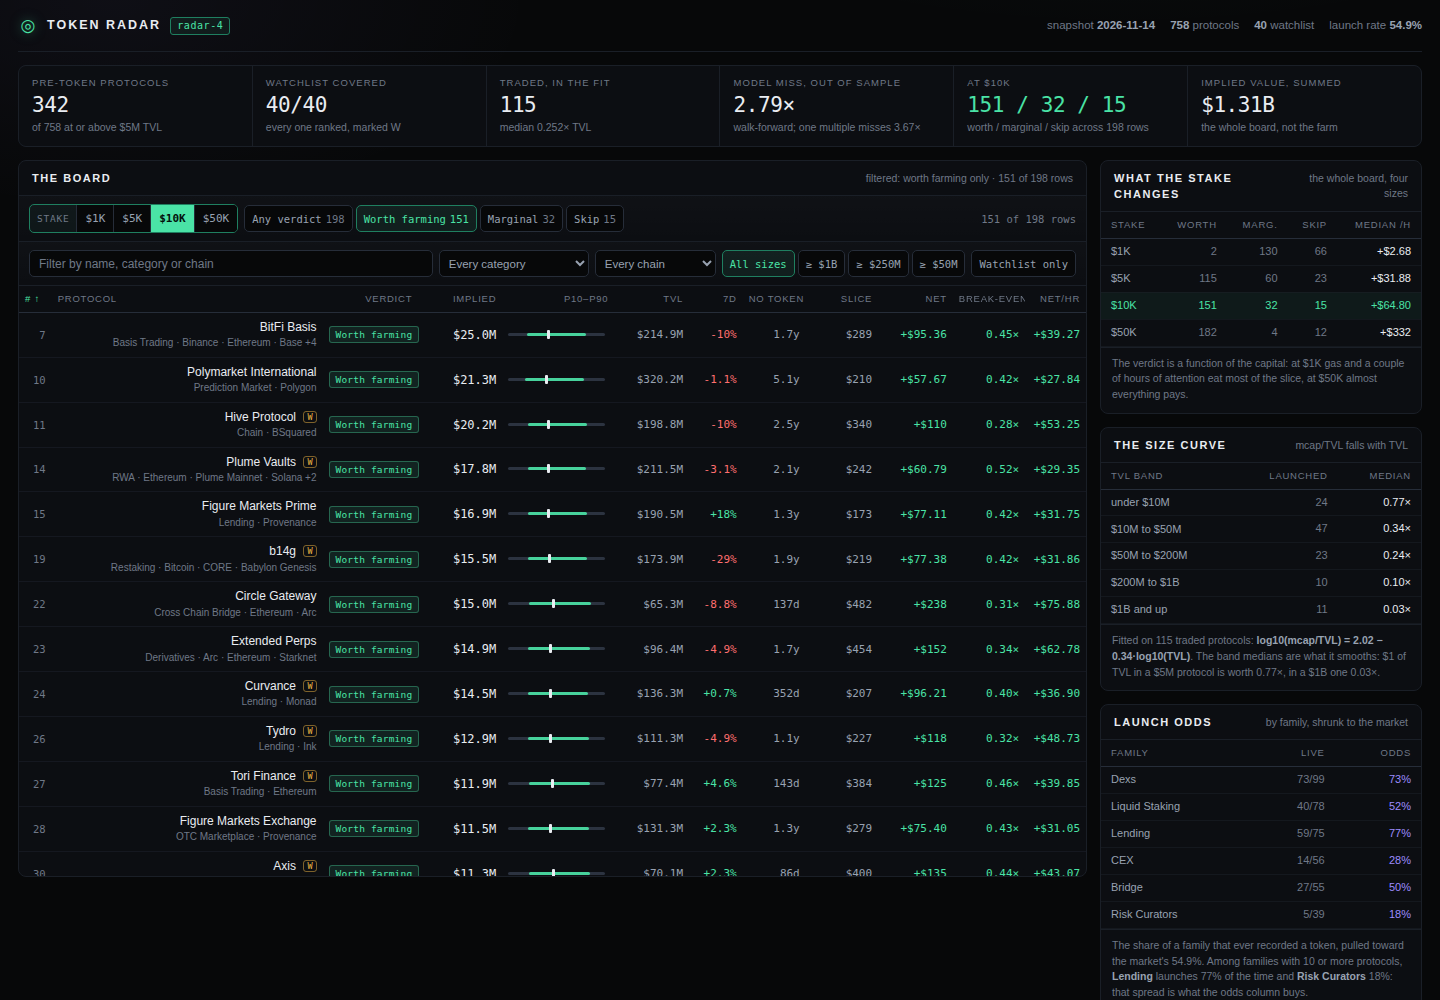 ◎ TOKEN RADAR radar-4
snapshot 2026-11-14 758 protocols 40 watchlist launch rate 54.9%
PRE-TOKEN PROTOCOLS
342
of 758 at or above $5M TVL
WATCHLIST COVERED
40/40
every one ranked, marked W
TRADED, IN THE FIT
115
median 0.252× TVL
MODEL MISS, OUT OF SAMPLE
2.79×
walk-forward; one multiple misses 3.67×
AT $10K
151 / 32 / 15
worth / marginal / skip across 198 rows
IMPLIED VALUE, SUMMED
$1.31B
the whole board, not the farm
THE BOARD
filtered: worth farming only · 151 of 198 rows
STAKE $1K $5K $10K $50K Any verdict 198 Worth farming 151 Marginal 32 Skip 15 151 of 198 rows
Filter by name, category or chain Every category Every chain All sizes ≥ $1B ≥ $250M ≥ $50M Watchlist only
# ↑ PROTOCOL VERDICT IMPLIED P10–P90 TVL 7D NO TOKEN SLICE NET BREAK-EVEN NET/HR
7 BitFi Basis Worth farming $25.0M $214.9M -10% 1.7y $289 +$95.36 0.45× +$39.27
Basis Trading · Binance · Ethereum · Base +4
10 Polymarket International Worth farming $21.3M $320.2M -1.1% 5.1y $210 +$57.67 0.42× +$27.84
Prediction Market · Polygon
11 Hive Protocol W Worth farming $20.2M $198.8M -10% 2.5y $340 +$110 0.28× +$53.25
Chain · BSquared
14 Plume Vaults W Worth farming $17.8M $211.5M -3.1% 2.1y $242 +$60.79 0.52× +$29.35
RWA · Ethereum · Plume Mainnet · Solana +2
15 Figure Markets Prime Worth farming $16.9M $190.5M +18% 1.3y $173 +$77.11 0.42× +$31.75
Lending · Provenance
19 b14g W Worth farming $15.5M $173.9M -29% 1.9y $219 +$77.38 0.42× +$31.86
Restaking · Bitcoin · CORE · Babylon Genesis
22 Circle Gateway Worth farming $15.0M $65.3M -8.8% 137d $482 +$238 0.31× +$75.88
Cross Chain Bridge · Ethereum · Arc
23 Extended Perps Worth farming $14.9M $96.4M -4.9% 1.7y $454 +$152 0.34× +$62.78
Derivatives · Arc · Ethereum · Starknet
24 Curvance W Worth farming $14.5M $136.3M +0.7% 352d $207 +$96.21 0.40× +$36.90
Lending · Monad
26 Tydro W Worth farming $12.9M $111.3M -4.9% 1.1y $227 +$118 0.32× +$48.73
Lending · Ink
27 Tori Finance W Worth farming $11.9M $77.4M +4.6% 143d $384 +$125 0.46× +$39.85
Basis Trading · Ethereum
28 Figure Markets Exchange Worth farming $11.5M $131.3M +2.3% 1.3y $279 +$75.40 0.43× +$31.05
OTC Marketplace · Provenance
30 Axis W Worth farming $11.3M $70.1M +2.3% 86d $400 +$135 0.44× +$43.07
WHAT THE STAKE CHANGES
the whole board, four sizes
STAKE WORTH MARG. SKIP MEDIAN /H
$1K 2 130 66 +$2.68
$5K 115 60 23 +$31.88
$10K 151 32 15 +$64.80
$50K 182 4 12 +$332
The verdict is a function of the capital: at $1K gas and a couple
of hours of attention eat most of the slice, at $50K almost
everything pays.
THE SIZE CURVE
mcap/TVL falls with TVL
TVL BAND LAUNCHED MEDIAN
under $10M 24 0.77×
$10M to $50M 47 0.34×
$50M to $200M 23 0.24×
$200M to $1B 10 0.10×
$1B and up 11 0.03×
Fitted on 115 traded protocols: log10(mcap/TVL) = 2.02 −
0.34·log10(TVL). The band medians are what it smooths: $1 of
TVL in a $5M protocol is worth 0.77×, in a $1B one 0.03×.
LAUNCH ODDS
by family, shrunk to the market
FAMILY LIVE ODDS
Dexs 73/99 73%
Liquid Staking 40/78 52%
Lending 59/75 77%
CEX 14/56 28%
Bridge 27/55 50%
Risk Curators 5/39 18%
The share of a family that ever recorded a token, pulled toward
the market's 54.9%. Among families with 10 or more protocols,
Lending launches 77% of the time and Risk Curators 18%:
that spread is what the odds column buys.